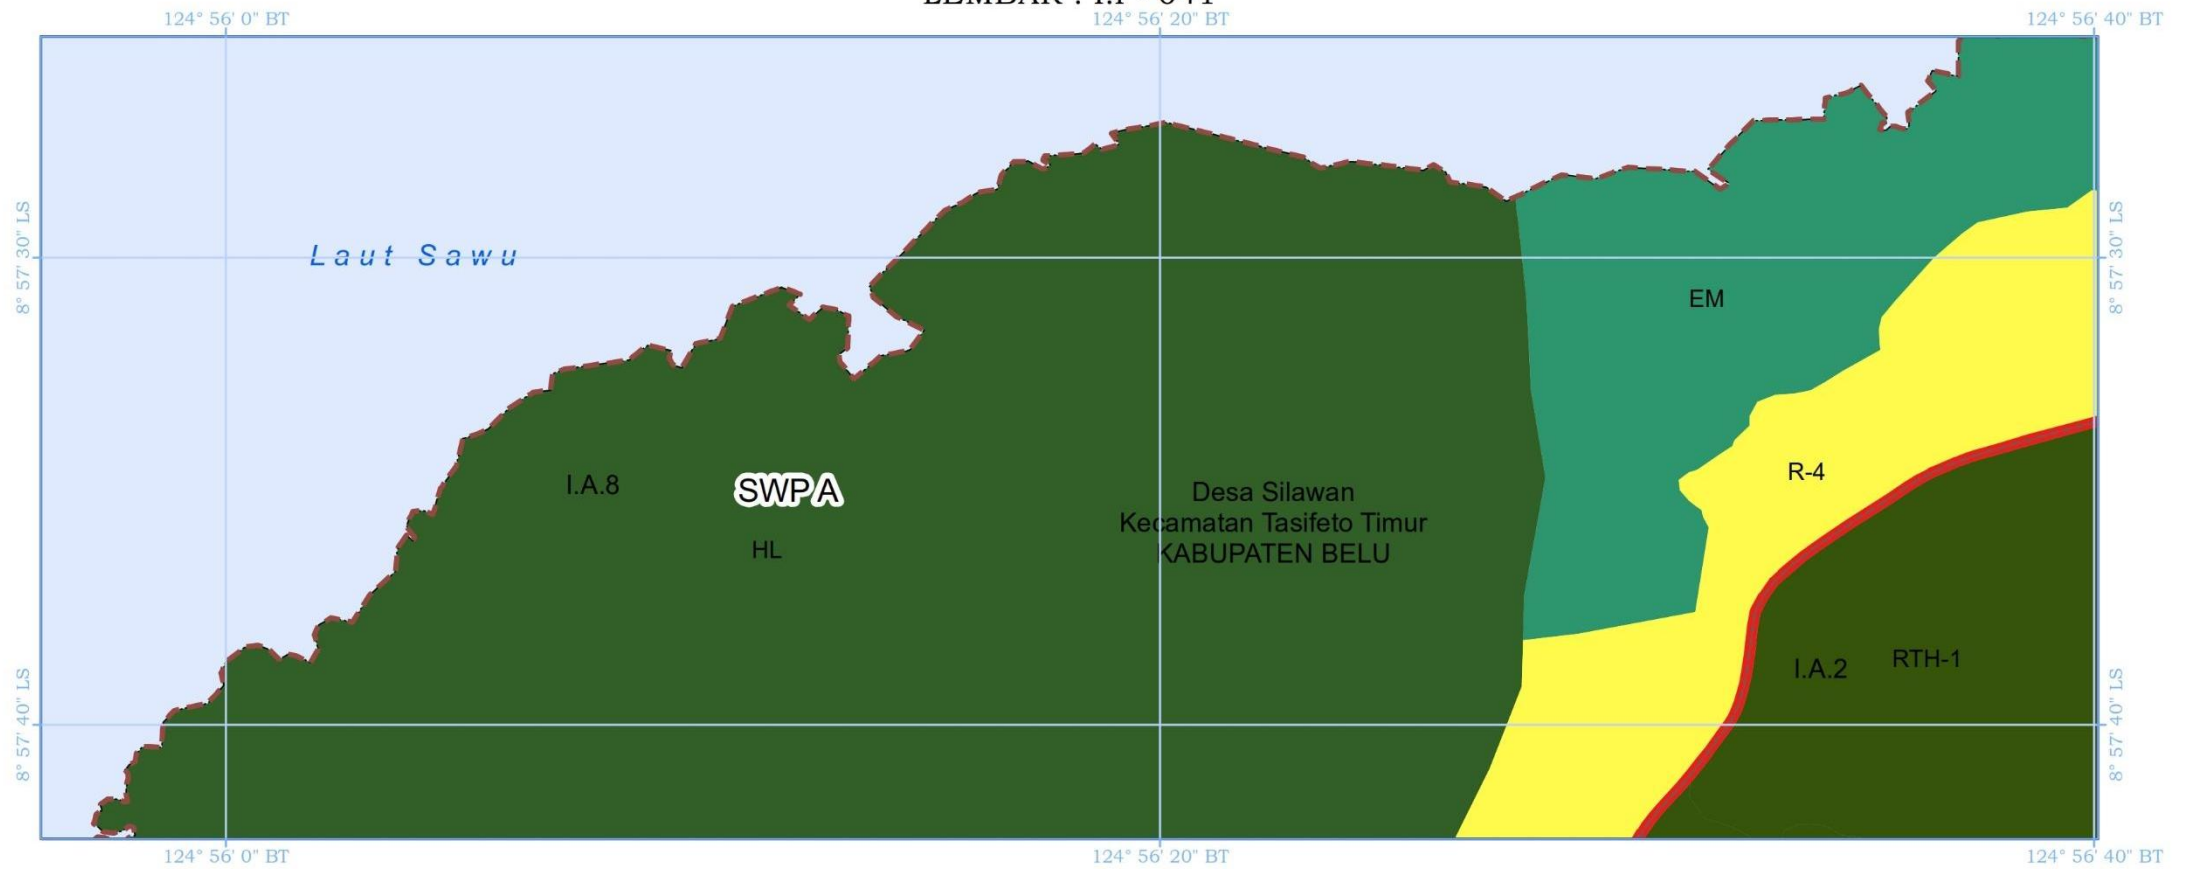 124° 56' 0" BT
124° 56' 20" BT
124° 56' 40" BT
8° 57' 30" LS
8° 57' 30" LS
Laut Sawu
EM
I.A.8
SWP A
HL
Desa Silawan
Kecamatan Tasifeto Timur
KABUPATEN BELU
R-4
I.A.2
RTH-1
8° 57' 40" LS
8° 57' 40" LS
124° 56' 0" BT
124° 56' 20" BT
124° 56' 40" BT